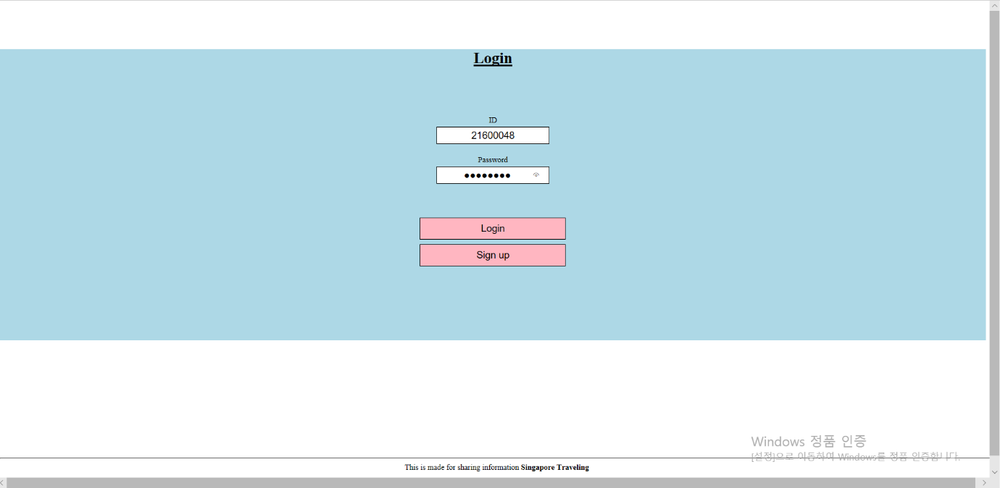 Login
ID
21600048
Password
●●●●●●●●
Login
Sign up
Windows 정품 인증
[설정]으로 이동하여 Windows를 정품 인증합니다.
This is made for sharing information Singapore Traveling